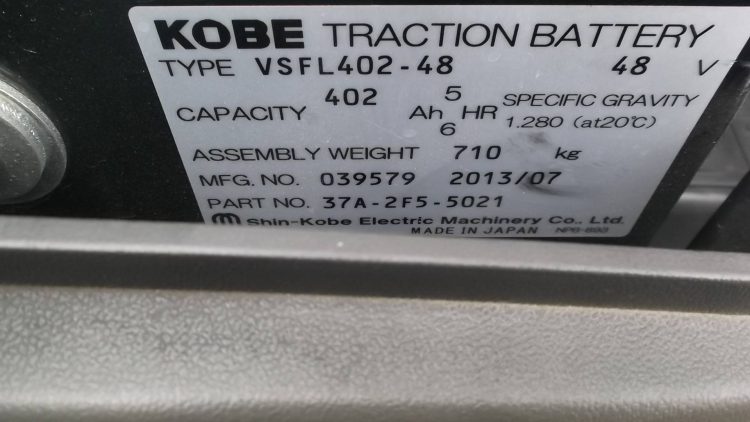 KOBE TRACTION BATTERY
TYPE VSFL402-48 48 V
CAPACITY 402 Ah 5 HR SPECIFIC GRAVITY
6 1.280 (at20℃)
ASSEMBLY WEIGHT 710 kg
MFG. NO. 039579 2013/07
PART NO. 37A-2F5-5021
Shin-Kobe Electric Machinery Co., Ltd.
MADE IN JAPAN